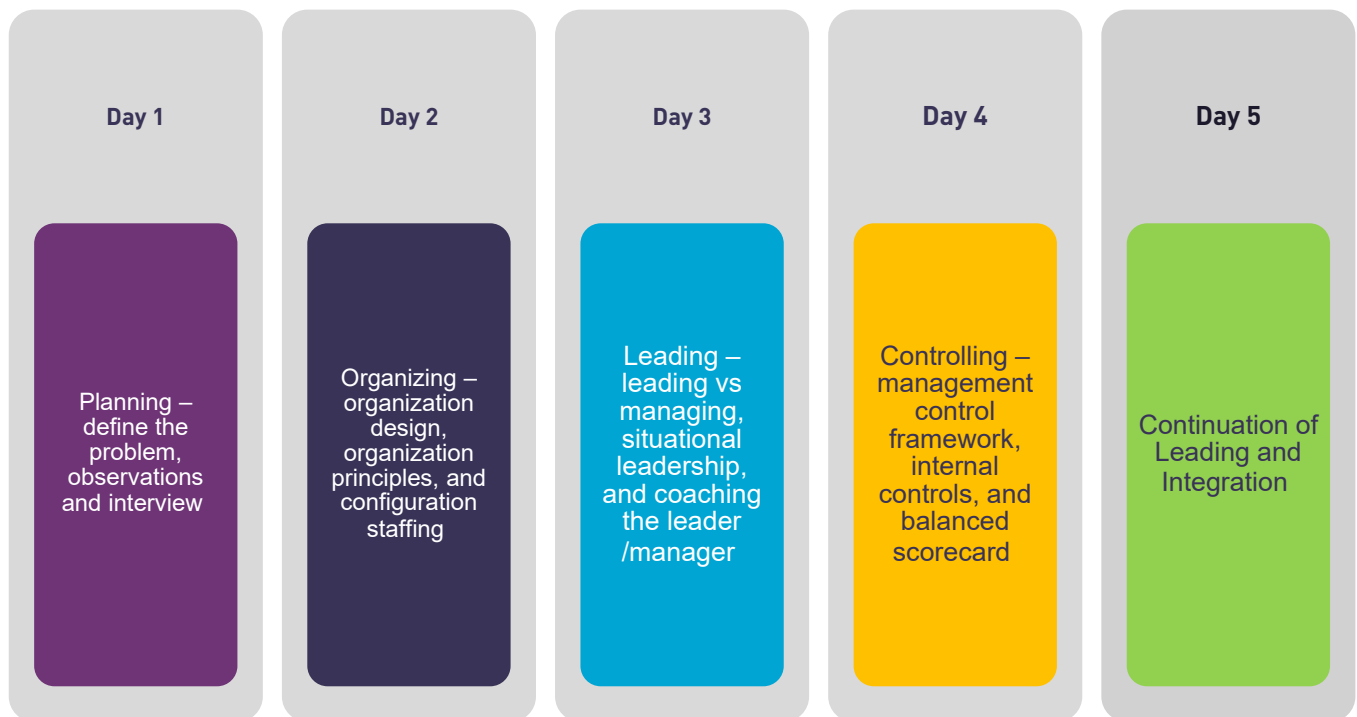 Day 1
Planning –
define the
problem,
observations
and interview
Day 2
Organizing –
organization
design,
organization
principles, and
configuration
staffing
Day 3
Leading –
leading vs
managing,
situational
leadership,
and coaching
the leader
/manager
Day 4
Controlling –
management
control
framework,
internal
controls, and
balanced
scorecard
Day 5
Continuation of
Leading and
Integration